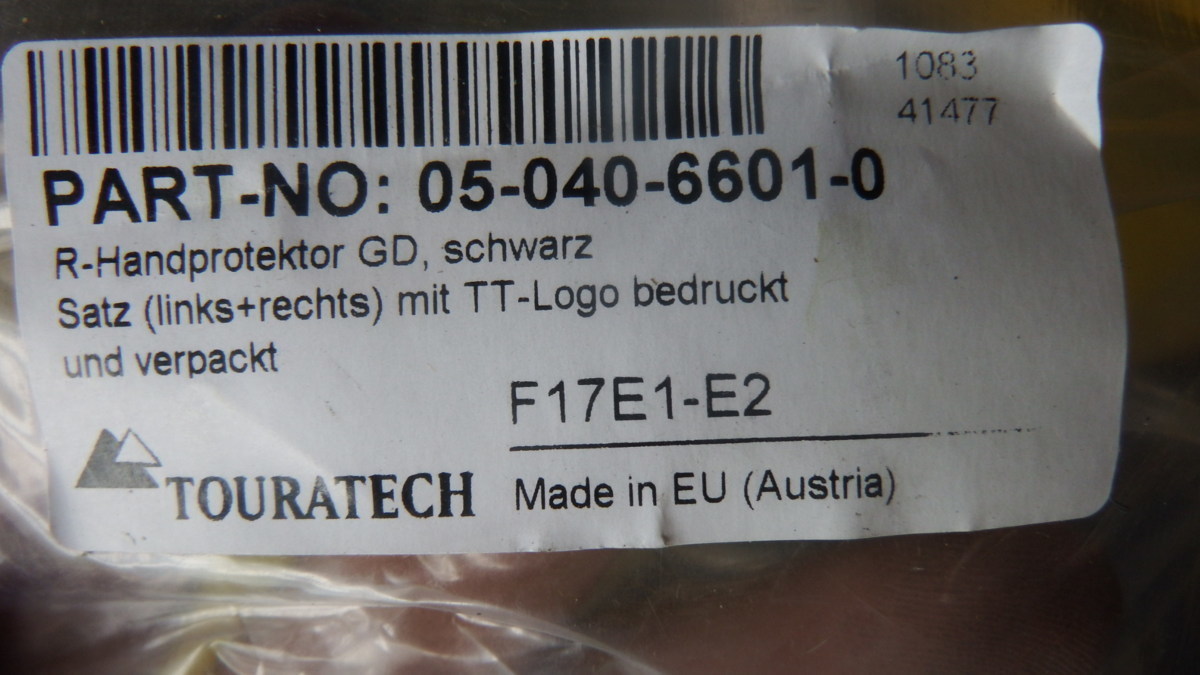 1083
41477
PART-NO: 05-040-6601-0
R-Handprotektor GD, schwarz
Satz (links+rechts) mit TT-Logo bedruckt
und verpackt
F17E1-E2
TOURATECH
Made in EU (Austria)